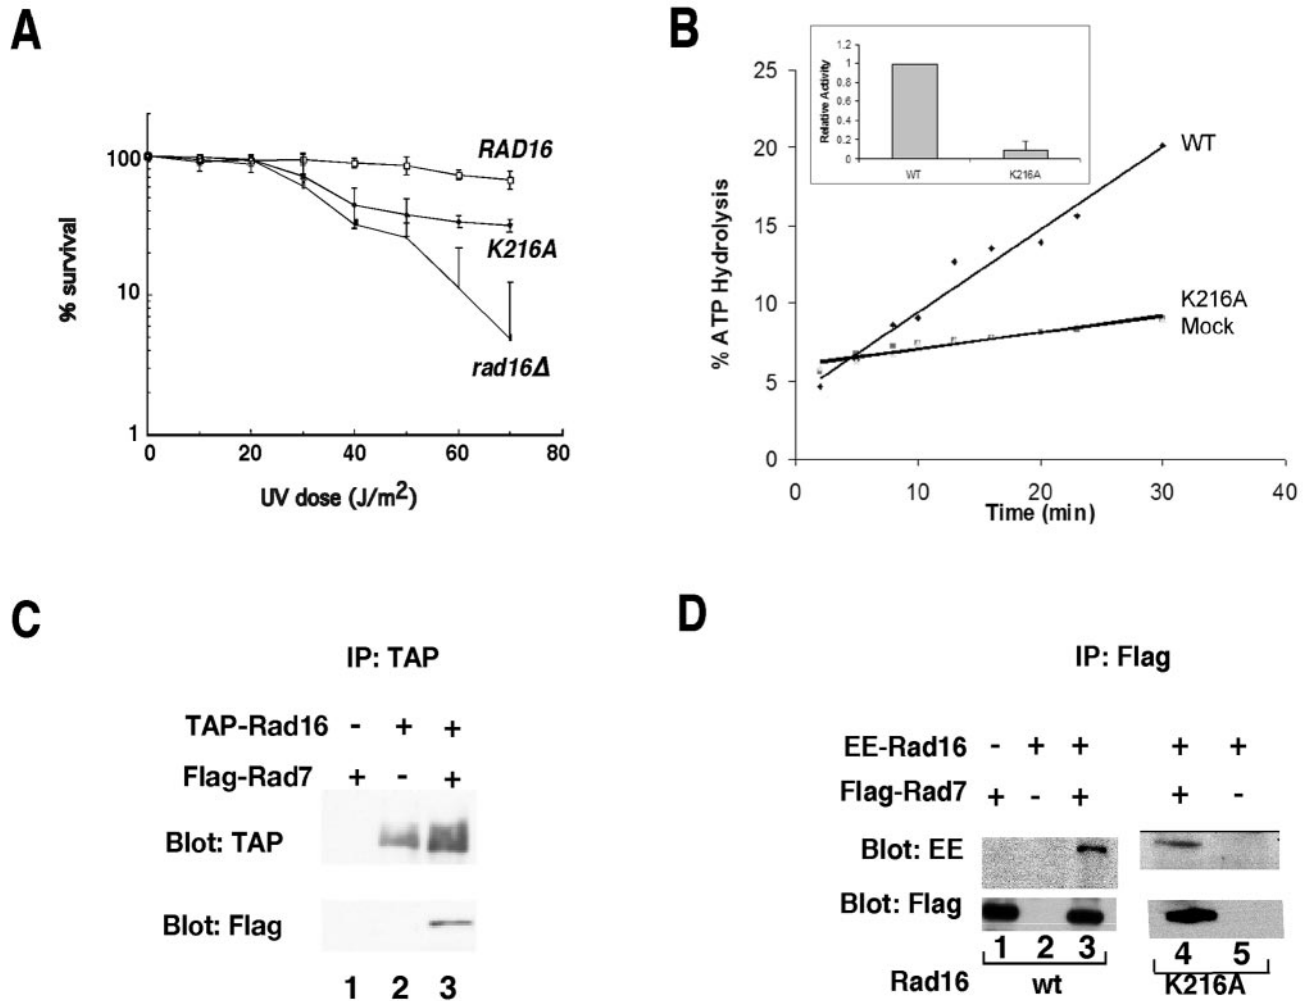 A
100
10
1
0
20
40
60
80
% survival
UV dose (J/m2)
RAD16
K216A
rad16Δ
B
25
20
15
10
5
0
0
10
20
30
40
% ATP Hydrolysis
Time (min)
WT
K216A
Mock
1.2
1
0.8
0.6
0.4
0.2
0
Relative Activity
WT
K216A
C
IP: TAP
TAP-Rad16 - + +
Flag-Rad7 + - +
Blot: TAP
Blot: Flag
1 2 3
D
IP: Flag
EE-Rad16 - + + + +
Flag-Rad7 + - + + -
Blot: EE
Blot: Flag
1 2 3 4 5
Rad16 wt K216A